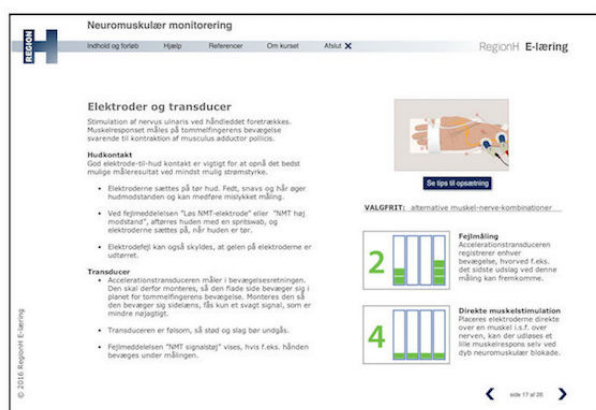 Neuromuskulær monitorering
REGION
H
Indhold og forløb Hjælp Referencer Om kurset Afslut X
RegionH E-læring
Elektroder og transducer
Stimulation af nervus ulnaris ved håndleddet foretrækkes.
Muskelresponset måles på tommelfingerens bevægelse
svarende til kontraktion af musculus adductor pollicis.
Hudkontakt
God elektrode-til-hud kontakt er vigtigt for at opnå det bedst
mulige måleresultat ved mindst mulig strømstyrke.
• Elektroderne sættes på tør hud. Fedt, snavs og hår øger
hudmodstanden og kan medføre mislykket måling.
• Ved fejlmeddelelsen "Løs NMT-elektrode" eller "NMT høj
modstand", aftørres huden med en spritswab, og
elektroderne sættes på, når huden er tør.
• Elektrodefejl kan også skyldes, at gelen på elektroderne er
udtørret.
Transducer
• Accelerationstransduceren måler i bevægelsesretningen.
Den skal derfor monteres, så den flade side bevæger sig i
planet for tommelfingerens bevægelse. Monteres den så
den bevæger sig sidelæns, fås kun et svagt signal, som er
mindre nøjagtigt.
• Transduceren er følsom, så stød og slag bør undgås.
• Fejlmeddelelsen "NMT signalstøj" vises, hvis f.eks. hånden
bevæges under målingen.
Se tips til opsætning
VALGFRIT: alternative muskel-nerve-kombinationer
2
Fejlmåling
Accelerationstransduceren
registrerer enhver
bevægelse, hvorved f.eks.
det sidste udslag ved denne
måling kan fremkomme.
4
Direkte muskelstimulation
Placeres elektroderne direkte
over en muskel i.s.f. over
nerven, kan der udløses et
lille muskelrespons selv ved
dyb neuromuskulær blokade.
side 17 af 26
© 2016 RegionH E-læring